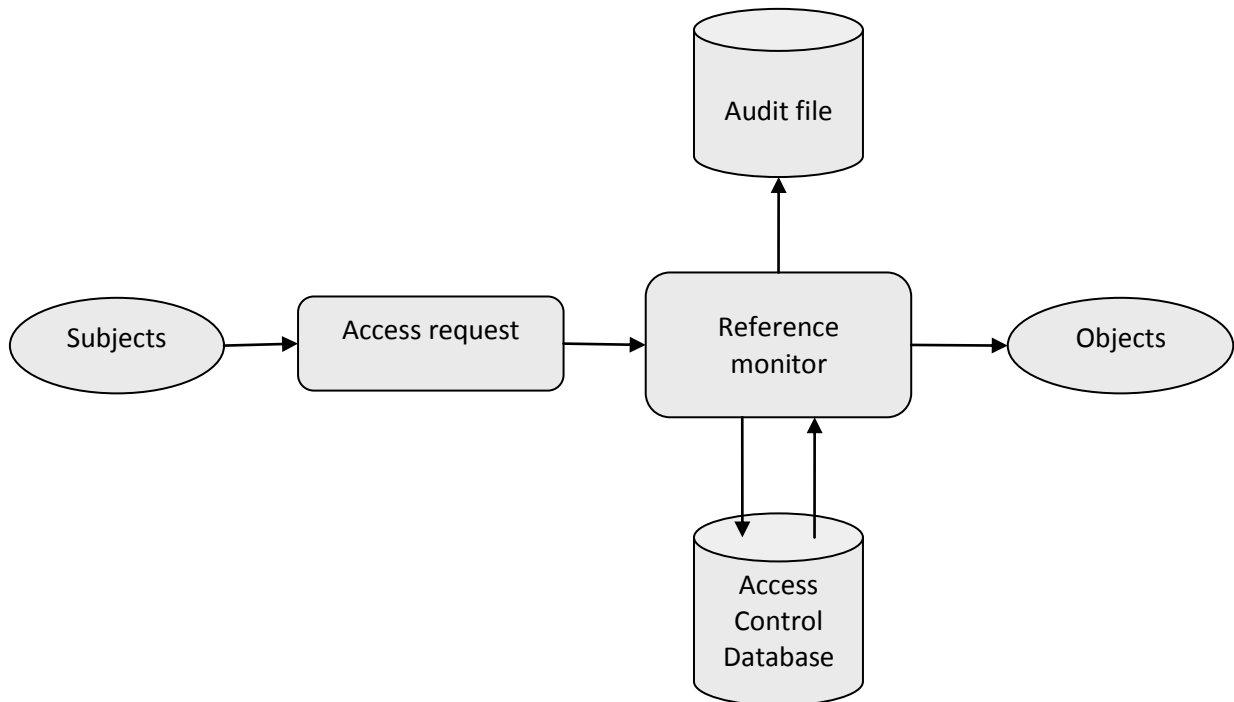 Audit file
Subjects
Access request
Reference
monitor
Objects
Access
Control
Database